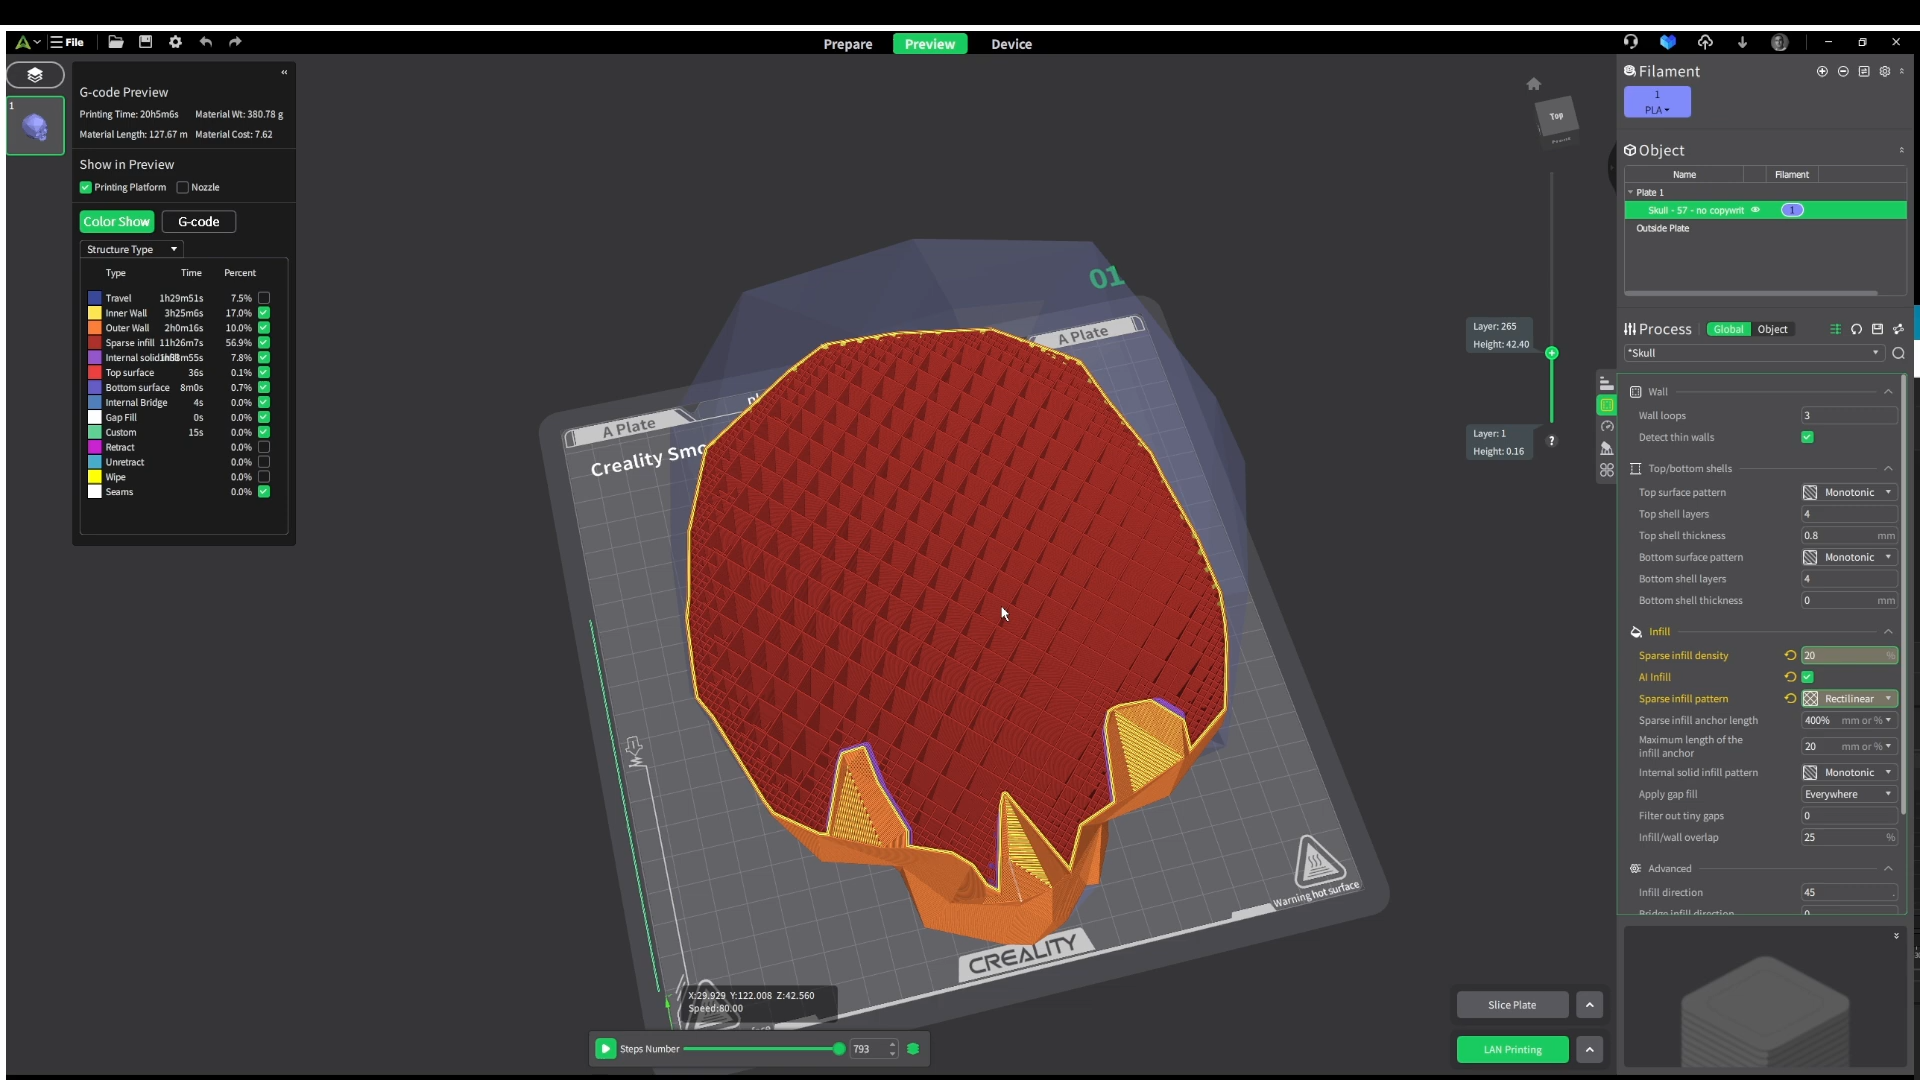 File
Prepare
Preview
Device
1
G-code Preview
Printing Time: 20h5m6s Material Wt: 380.78 g
Material Length: 127.67 m Material Cost: 7.62
Show in Preview
Printing Platform Nozzle
Color Show G-code
Structure Type
Type Time Percent
Travel 1h29m51s 7.5%
Inner Wall 3h25m6s 17.0%
Outer Wall 2h0m16s 10.0%
Sparse infill 11h26m7s 56.9%
Internal solid 7.8%
Top surface 36s 0.1%
Bottom surface 8m0s 0.7%
Internal Bridge 4s 0.0%
Gap Fill 0s 0.0%
Custom 15s 0.0%
Retract 0.0%
Unretract 0.0%
Wipe 0.0%
Seams 0.0%
Top
01
A Plate
A Plate
Creality Smo
Warning hot surface
CREALITY
X:29.929 Y:122.008 Z:42.560
Speed:80.00
Steps Number 793
Layer: 265
Height: 42.40
Layer: 1
Height: 0.16
?
Slice Plate
LAN Printing
Filament
1
PLA
Object
Name Filament
Plate 1
Skull - 57 - no copywrit 1
Outside Plate
Process Global Object
*Skull
Wall
Wall loops 3
Detect thin walls
Top/bottom shells
Top surface pattern Monotonic
Top shell layers 4
Top shell thickness 0.8 mm
Bottom surface pattern Monotonic
Bottom shell layers 4
Bottom shell thickness 0 mm
Infill
Sparse infill density 20 %
AI Infill
Sparse infill pattern Rectilinear
Sparse infill anchor length 400% mm or %
Maximum length of the
infill anchor 20 mm or %
Internal solid infill pattern Monotonic
Apply gap fill Everywhere
Filter out tiny gaps 0
Infill/wall overlap 25 %
Advanced
Infill direction 45
Bridge infill direction 0